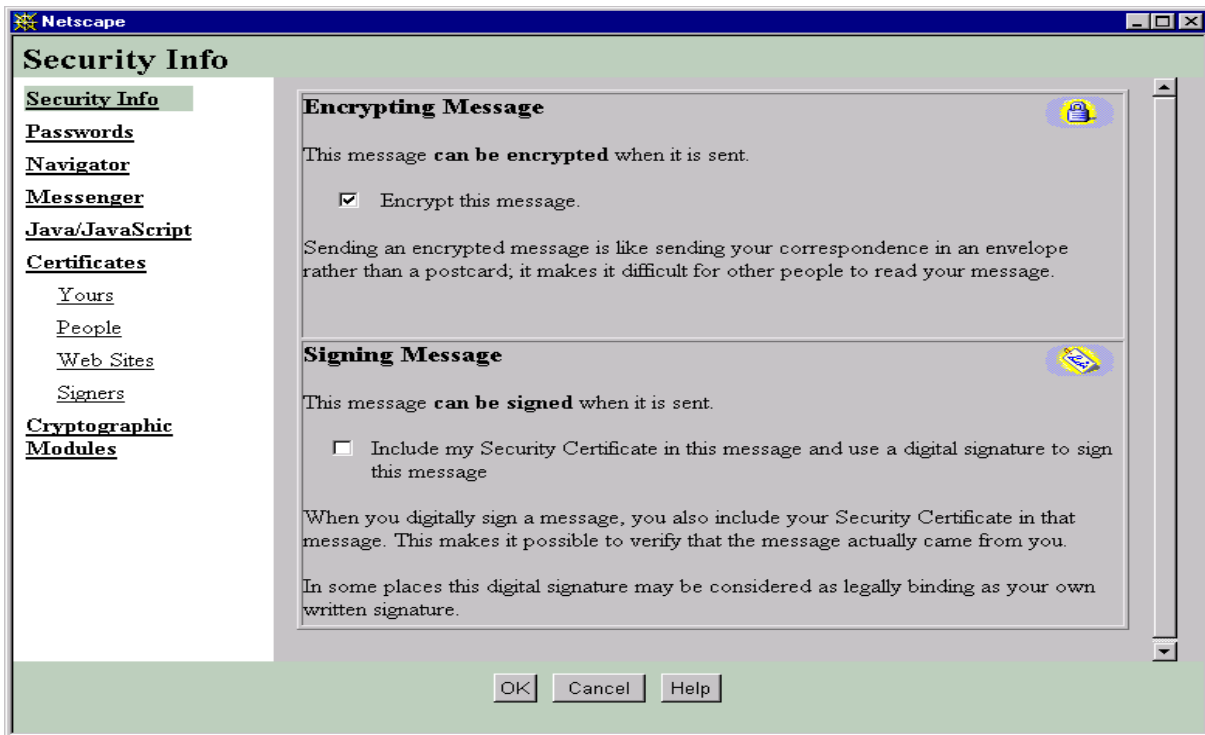 Netscape
Security Info
Security Info
Passwords
Navigator
Messenger
Java/JavaScript
Certificates
Yours
People
Web Sites
Signers
Cryptographic
Modules
Encrypting Message
This message can be encrypted when it is sent.
Encrypt this message.
Sending an encrypted message is like sending your correspondence in an envelope
rather than a postcard; it makes it difficult for other people to read your message.
Signing Message
This message can be signed when it is sent.
Include my Security Certificate in this message and use a digital signature to sign
this message
When you digitally sign a message, you also include your Security Certificate in that
message. This makes it possible to verify that the message actually came from you.
In some places this digital signature may be considered as legally binding as your own
written signature.
OK Cancel Help